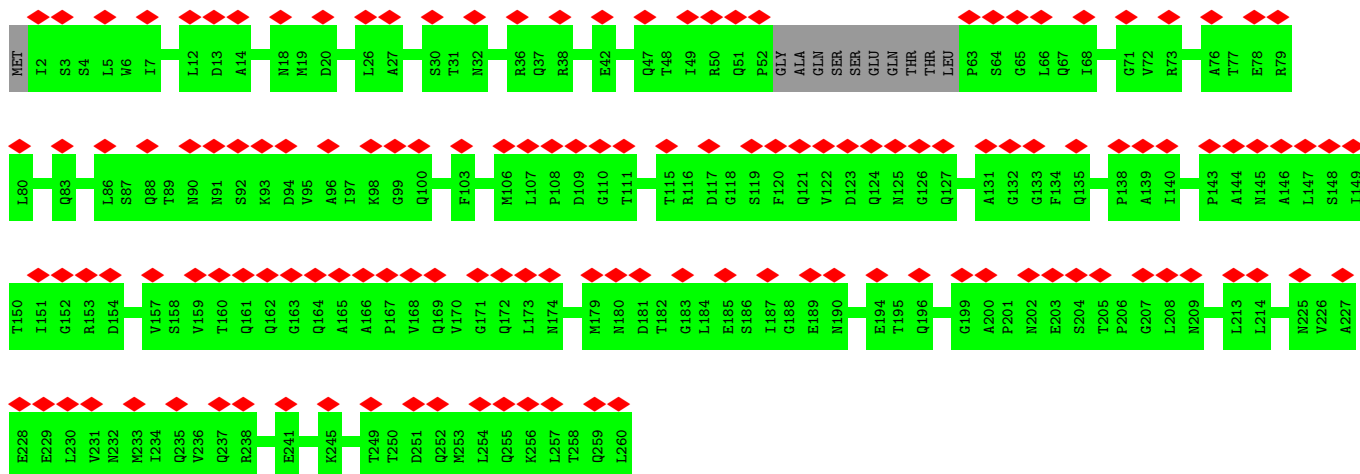 MET I2 S3 S4 L5 W6 I7 L12 D13 A14 N18 M19 D20 L26 A27 S30 T31 N32 R36 Q37 R38 E42 Q47 T48 I49 R50 Q51 P52 GLY ALA GLN SER SER GLU GLN THR THR LEU P63 S64 G65 L66 Q67 I68 G71 V72 R73 A76 T77 E78 R79
L80 Q83 L86 S87 Q88 T89 N90 N91 S92 K93 D94 V95 A96 I97 K98 G99 Q100 F103 M106 L107 P108 D109 G110 T111 T115 R116 D117 G118 S119 F120 Q121 V122 D123 Q124 N125 G126 Q127 A131 G132 G133 F134 Q135 P138 A139 I140 P143 A144 N145 A146 L147 S148 I149
T150 I151 G152 R153 D154 V157 S158 V159 T160 Q161 Q162 G163 Q164 A165 A166 P167 V168 Q169 V170 G171 Q172 L173 N174 M179 N180 D181 T182 G183 L184 E185 S186 I187 G188 E189 N190 E194 T195 Q196 G199 A200 P201 N202 E203 S204 T205 P206 G207 L208 N209 L213 L214 N225 V226 A227
E228 E229 L230 V231 N232 M233 I234 Q235 V236 Q237 R238 E241 K245 T249 T250 D251 Q252 M253 L254 Q255 K256 L257 T258 Q259 L260